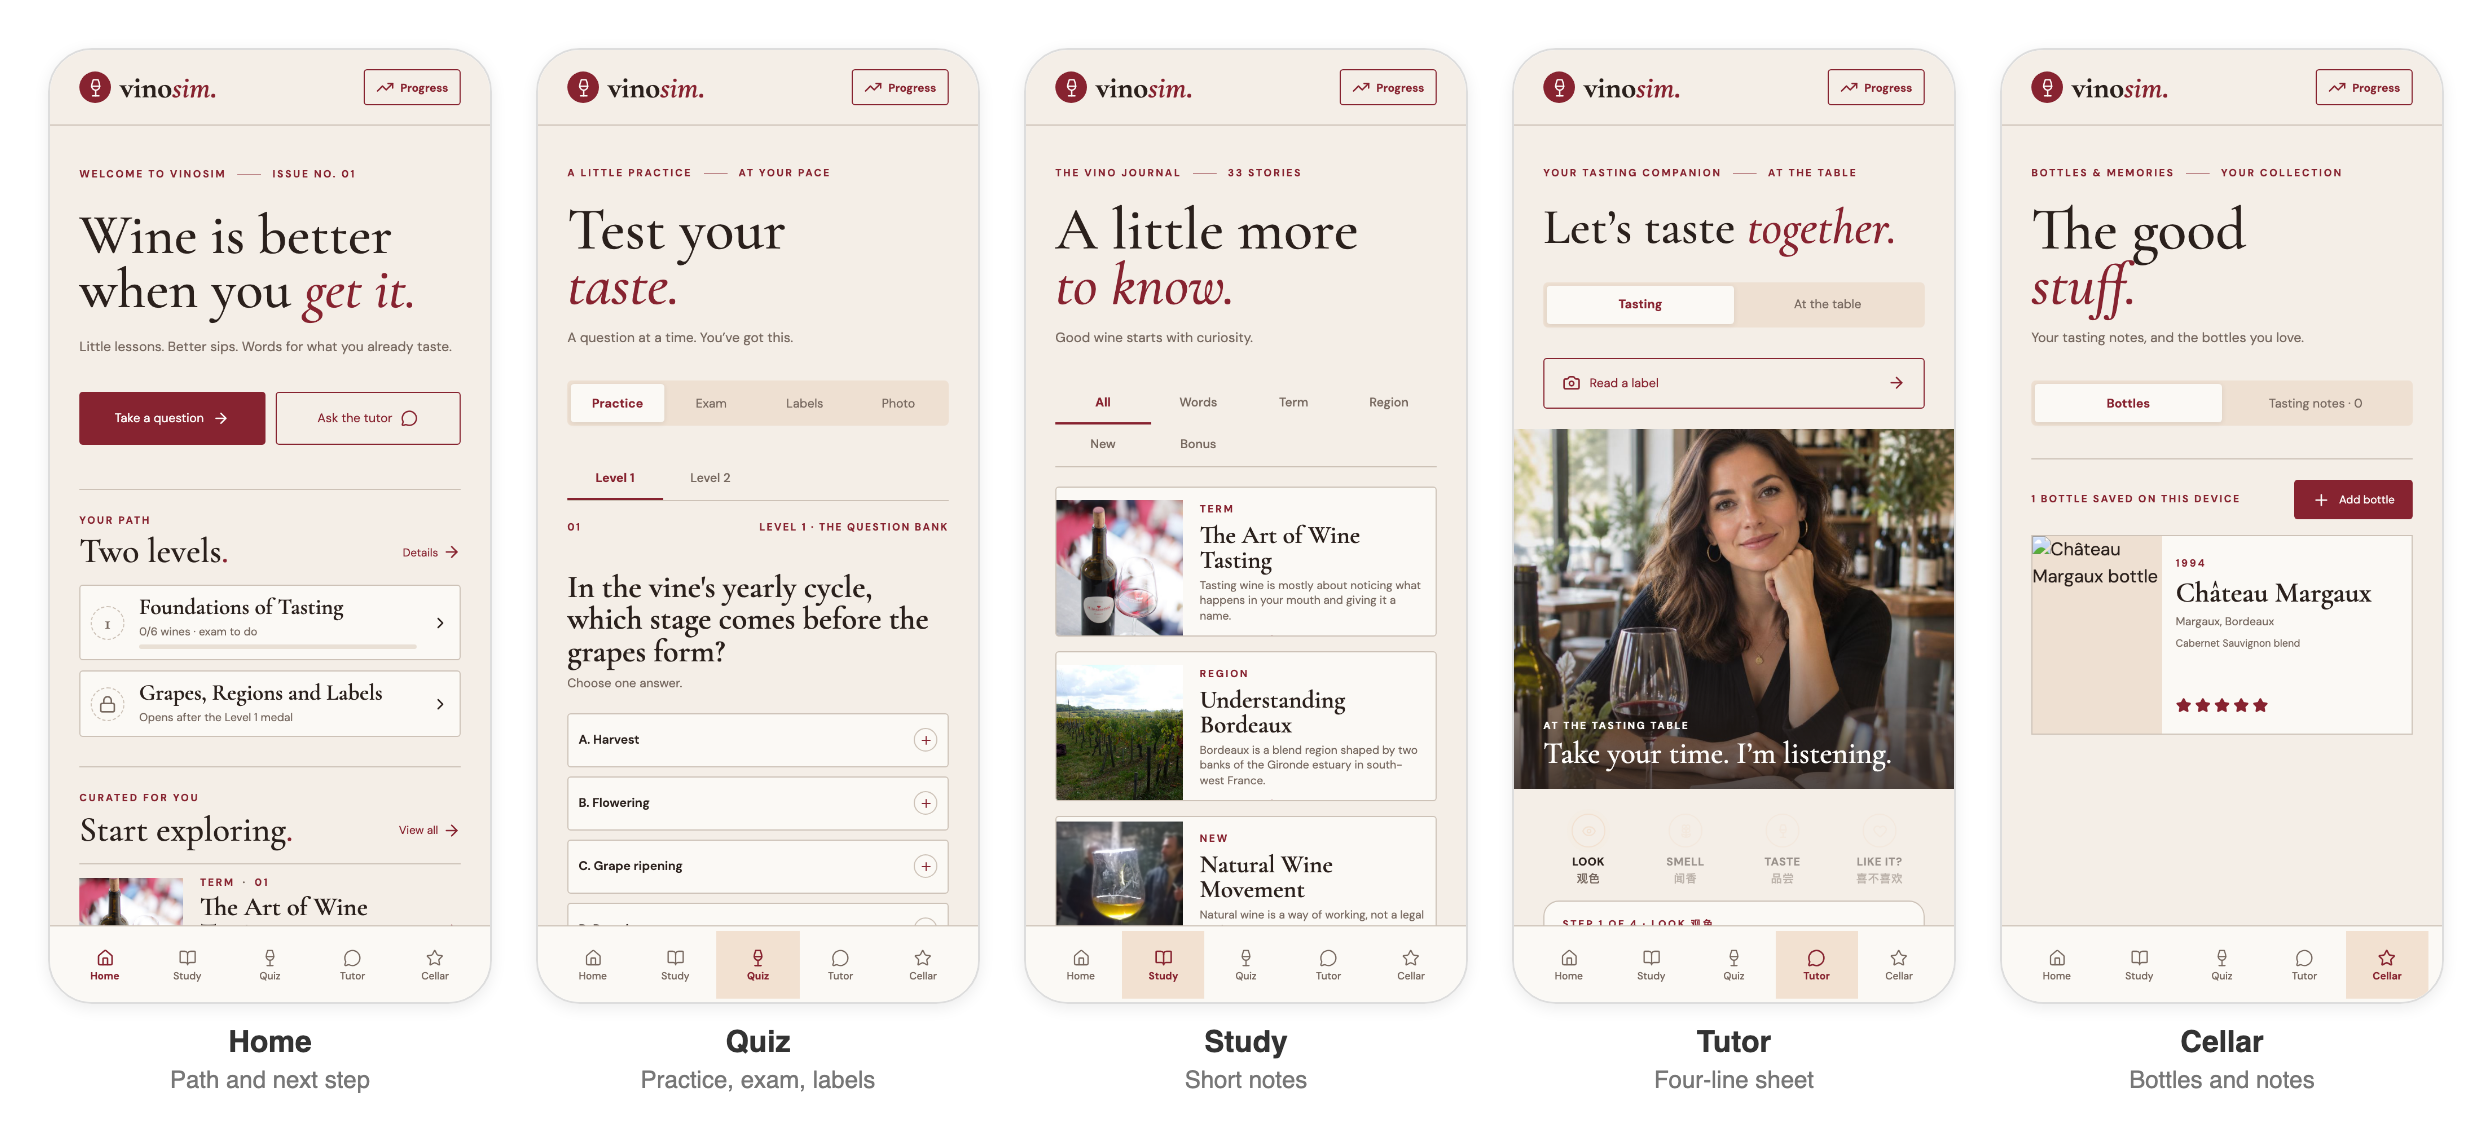 vinosim.
Progress
WELCOME TO VINOSIM — ISSUE NO. 01
Wine is better
when you get it.
Little lessons. Better sips. Words for what you already taste.
Take a question
Ask the tutor
YOUR PATH
Two levels.
Details
1
Foundations of Tasting
0/6 wines · exam to do
Grapes, Regions and Labels
Opens after the Level 1 medal
CURATED FOR YOU
Start exploring.
View all
TERM · 01
The Art of Wine
Home
Study
Quiz
Tutor
Cellar
Home
Path and next step
vinosim.
Progress
A LITTLE PRACTICE — AT YOUR PACE
Test your
taste.
A question at a time. You’ve got this.
Practice
Exam
Labels
Photo
Level 1
Level 2
01
LEVEL 1 · THE QUESTION BANK
In the vine's yearly cycle,
which stage comes before the
grapes form?
Choose one answer.
A. Harvest
B. Flowering
C. Grape ripening
Home
Study
Quiz
Tutor
Cellar
Quiz
Practice, exam, labels
vinosim.
Progress
THE VINO JOURNAL — 33 STORIES
A little more
to know.
Good wine starts with curiosity.
All
Words
Term
Region
New
Bonus
TERM
The Art of Wine
Tasting
Tasting wine is mostly about noticing what
happens in your mouth and giving it a
name.
REGION
Understanding
Bordeaux
Bordeaux is a blend region shaped by two
banks of the Gironde estuary in south-
west France.
NEW
Natural Wine
Movement
Natural wine is a way of working, not a legal
Home
Study
Quiz
Tutor
Cellar
Study
Short notes
vinosim.
Progress
YOUR TASTING COMPANION — AT THE TABLE
Let’s taste together.
Tasting
At the table
Read a label
AT THE TASTING TABLE
Take your time. I’m listening.
LOOK
观色
SMELL
闻香
TASTE
品尝
LIKE IT?
喜不喜欢
STEP 1 OF 4 · LOOK 观色
Home
Study
Quiz
Tutor
Cellar
Tutor
Four-line sheet
vinosim.
Progress
BOTTLES & MEMORIES — YOUR COLLECTION
The good
stuff.
Your tasting notes, and the bottles you love.
Bottles
Tasting notes · 0
1 BOTTLE SAVED ON THIS DEVICE
Add bottle
Château
Margaux bottle
1994
Château Margaux
Margaux, Bordeaux
Cabernet Sauvignon blend
Home
Study
Quiz
Tutor
Cellar
Cellar
Bottles and notes